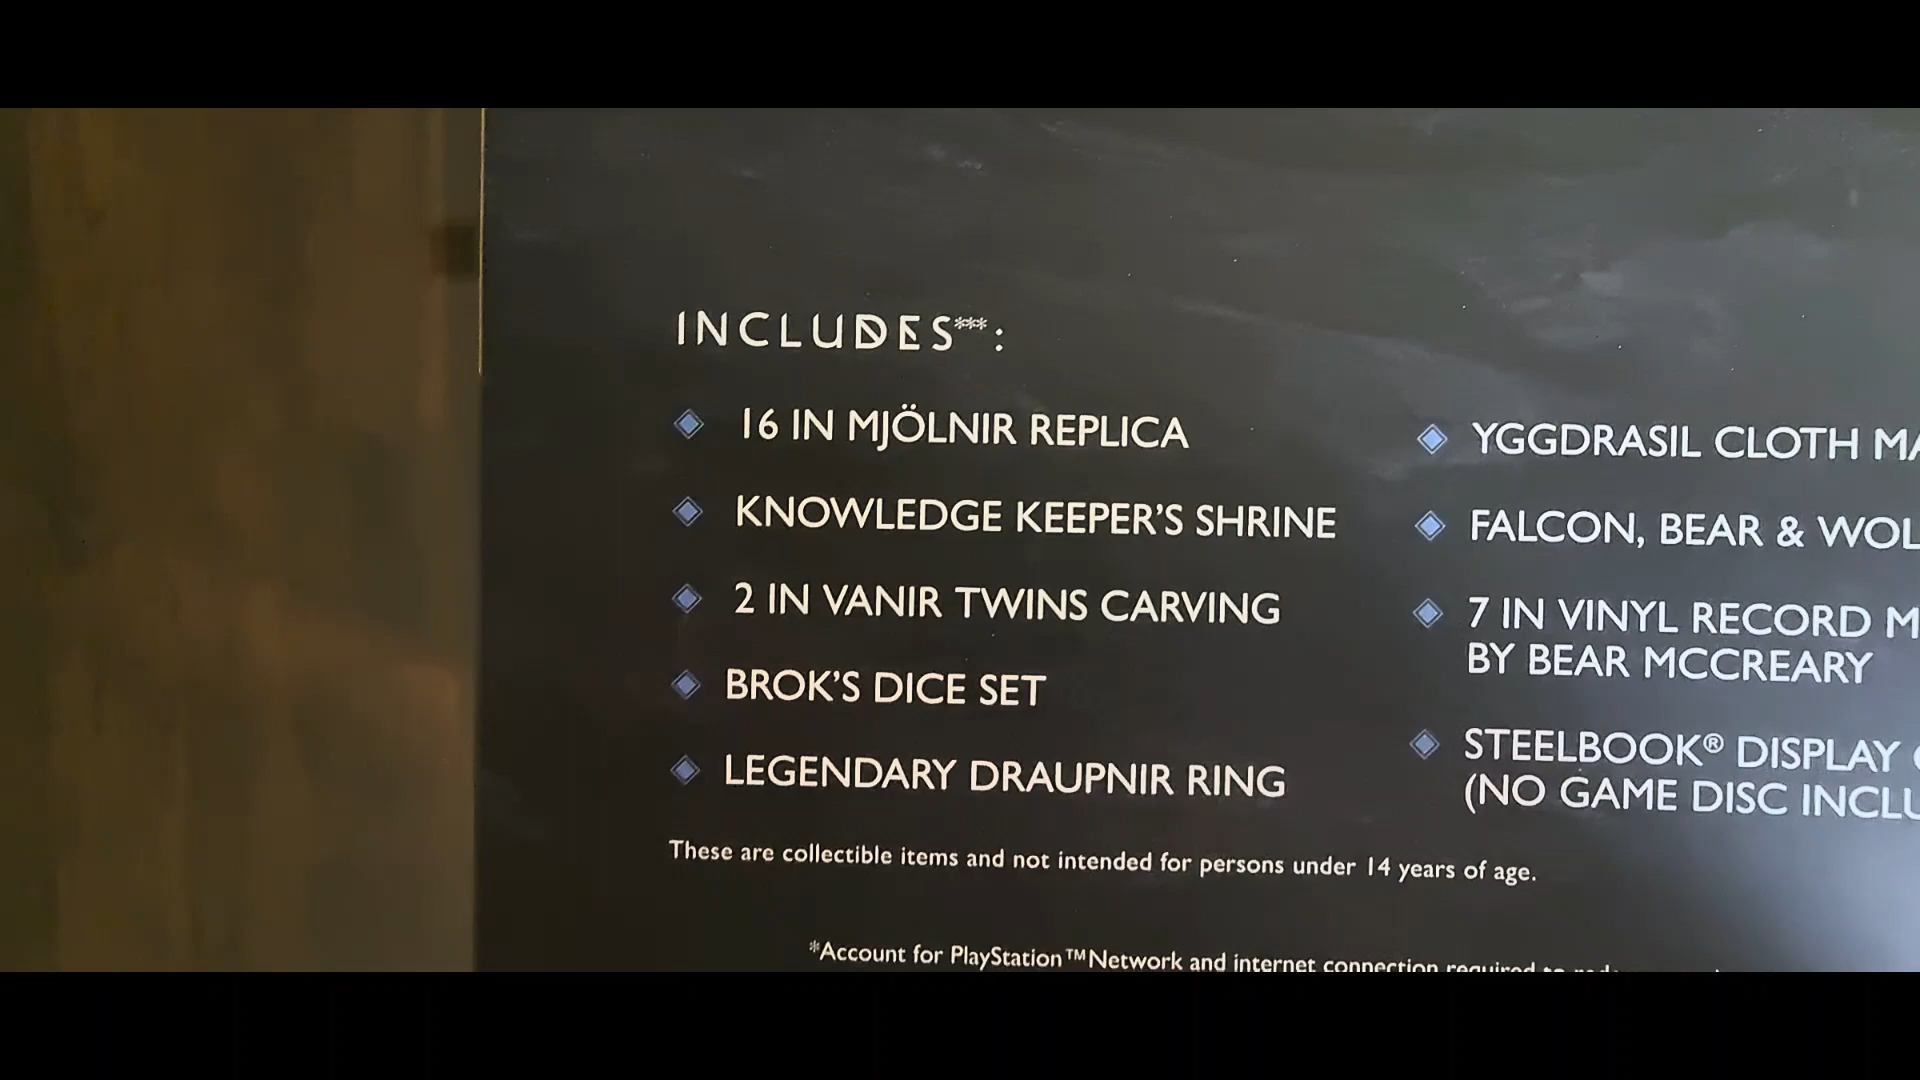 INCLUDES***:
16 IN MJÖLNIR REPLICA
KNOWLEDGE KEEPER'S SHRINE
2 IN VANIR TWINS CARVING
BROK'S DICE SET
LEGENDARY DRAUPNIR RING
YGGDRASIL CLOTH
FALCON, BEAR &
7 IN VINYL RECORD
BY BEAR MCCREARY
STEELBOOK® DISPLAY
(NO GAME DISC
These are collectible items and not intended for persons under 14 years of age.
*Account for PlayStation™Network and internet connection required to